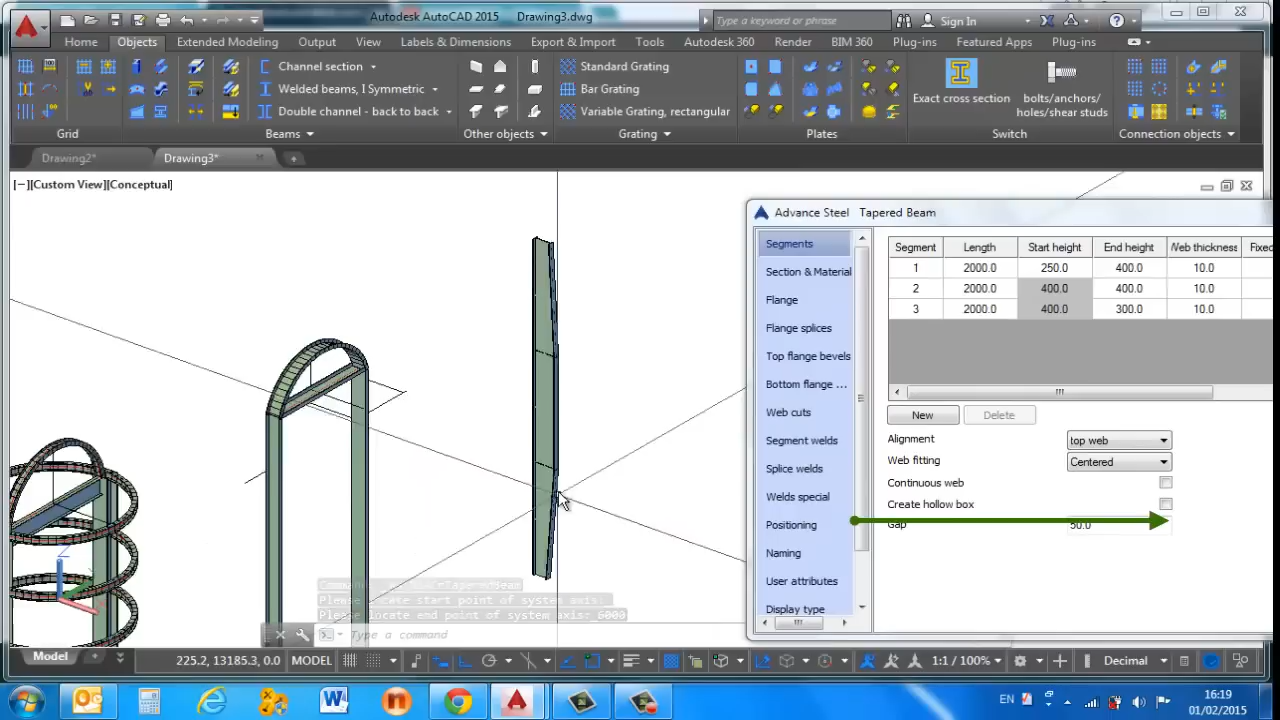 Autodesk AutoCAD 2015 Drawing3.dwg
Type a keyword or phrase
Sign In
Home Objects Extended Modeling Output View Labels & Dimensions Export & Import Tools Autodesk 360 Render BIM 360 Plug-ins Featured Apps Plug-ins
Channel section
Standard Grating
Welded beams, I Symmetric
Bar Grating
Exact cross section
bolts/anchors/
holes/shear studs
Double channel - back to back
Variable Grating, rectangular
Grid Beams Other objects Grating Plates Switch Connection objects
Drawing2* Drawing3*
[−][Custom View][Conceptual]
Advance Steel Tapered Beam
Segments
Section & Material
Flange
Flange splices
Top flange bevels
Bottom flange ...
Web cuts
Segment welds
Splice welds
Welds special
Positioning
Naming
User attributes
Display type
Segment Length Start height End height Web thickness Fixed
1 2000.0 250.0 400.0 10.0
2 2000.0 400.0 400.0 10.0
3 2000.0 400.0 300.0 10.0
New Delete
Alignment top web
Web fitting Centered
Continuous web
Create hollow box
Gap 50.0
Z
Please locate start point of system axis:
Please locate end point of system axis: 6000
Type a command
Model 225.2, 13185.3, 0.0 MODEL 1:1 / 100% Decimal
EN 16:19
01/02/2015